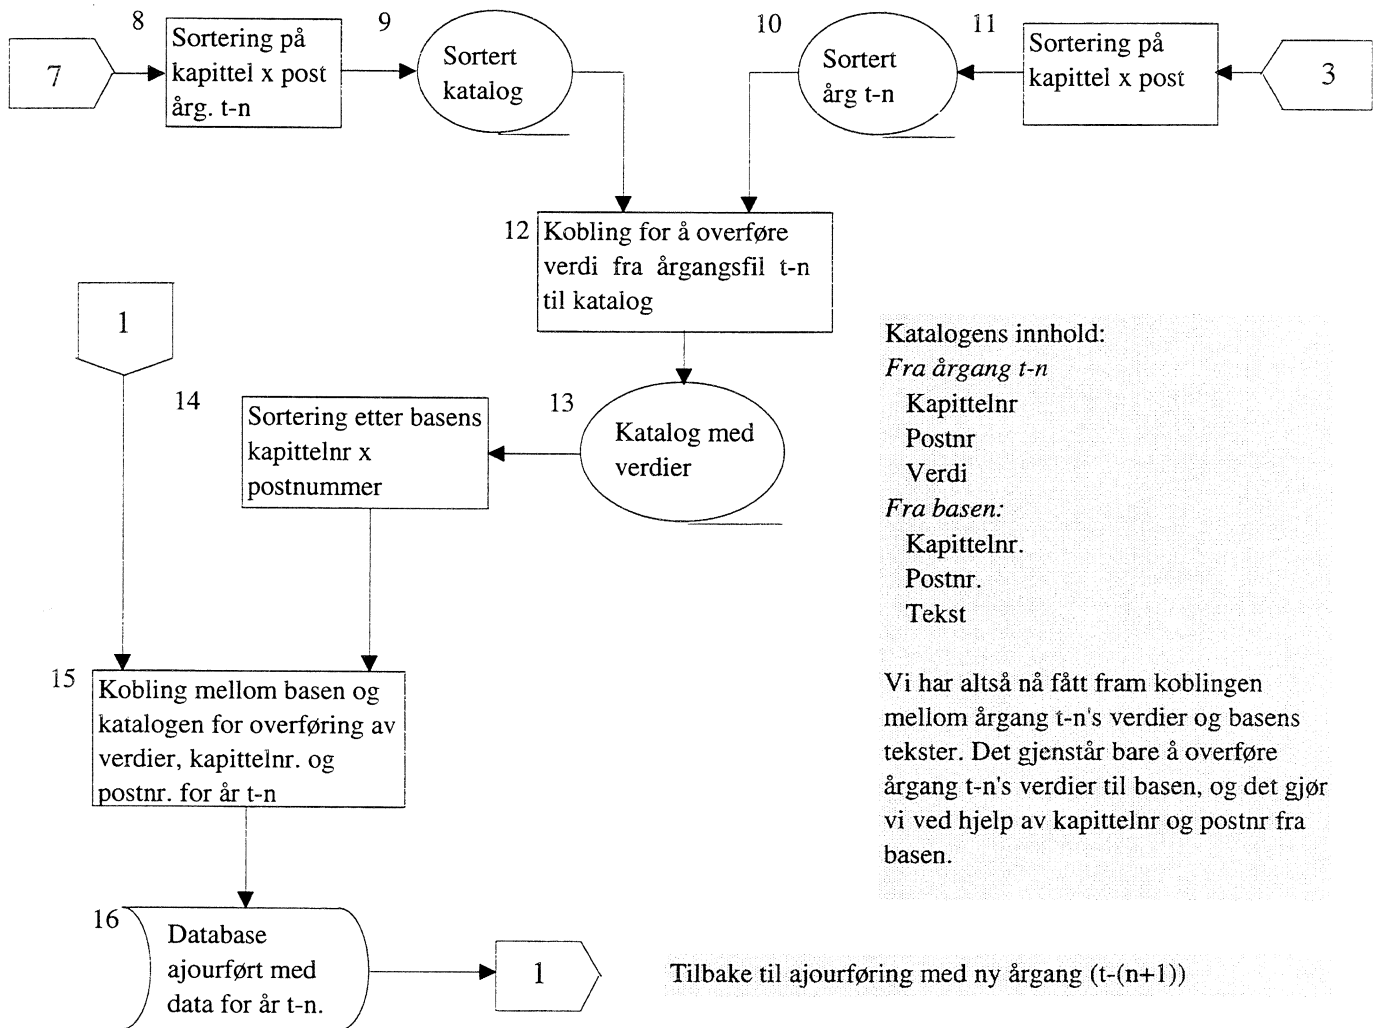 8
Sortering på
kapittel x post
årg. t-n
7
9
Sortert
katalog
10
Sortert
årg t-n
11
Sortering på
kapittel x post
3
12
Kobling for å overføre
verdi fra årgangsfil t-n
til katalog
1
14
Sortering etter basens
kapittelnr x
postnummer
13
Katalog med
verdier
Katalogens innhold:
Fra årgang t-n
Kapittelnr
Postnr
Verdi
Fra basen:
Kapittelnr.
Postnr.
Tekst
Vi har altså nå fått fram koblingen
mellom årgang t-n's verdier og basens
tekster. Det gjenstår bare å overføre
årgang t-n's verdier til basen, og det gjør
vi ved hjelp av kapittelnr og postnr fra
basen.
15
Kobling mellom basen og
katalogen for overføring av
verdier, kapittelnr. og
postnr. for år t-n
16
Database
ajourført med
data for år t-n.
1
Tilbake til ajourføring med ny årgang (t-(n+1))